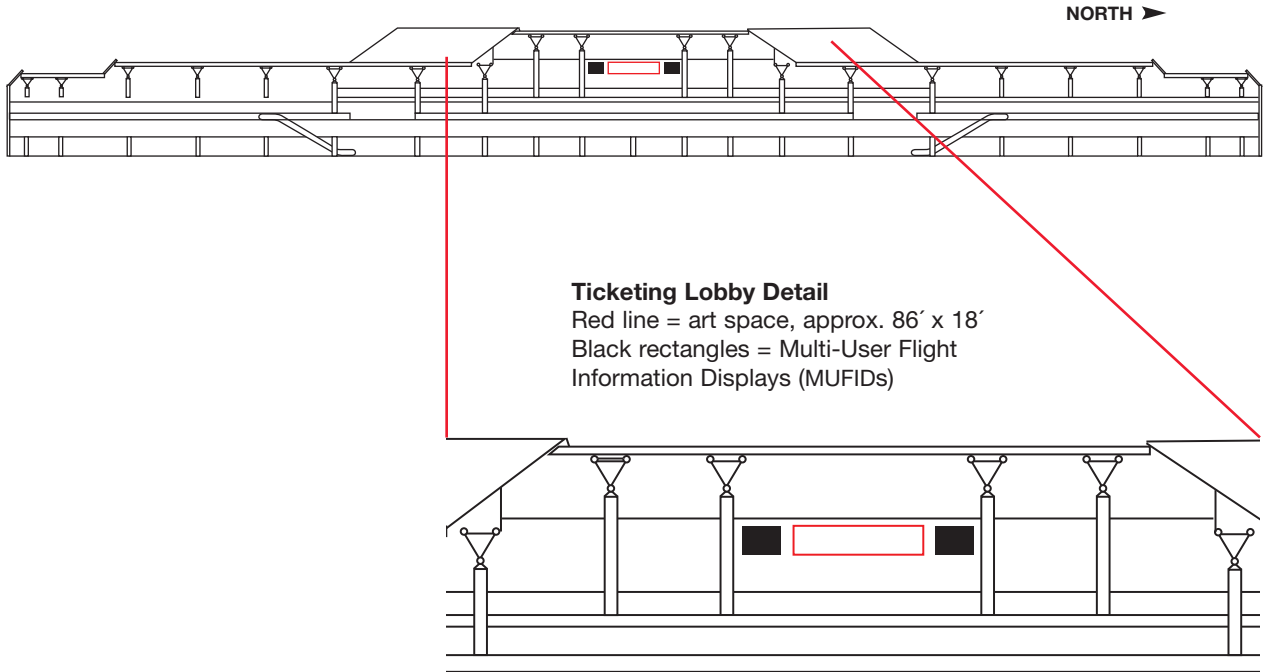 NORTH ➤
Ticketing Lobby Detail
Red line = art space, approx. 86´ x 18´
Black rectangles = Multi-User Flight
Information Displays (MUFIDs)